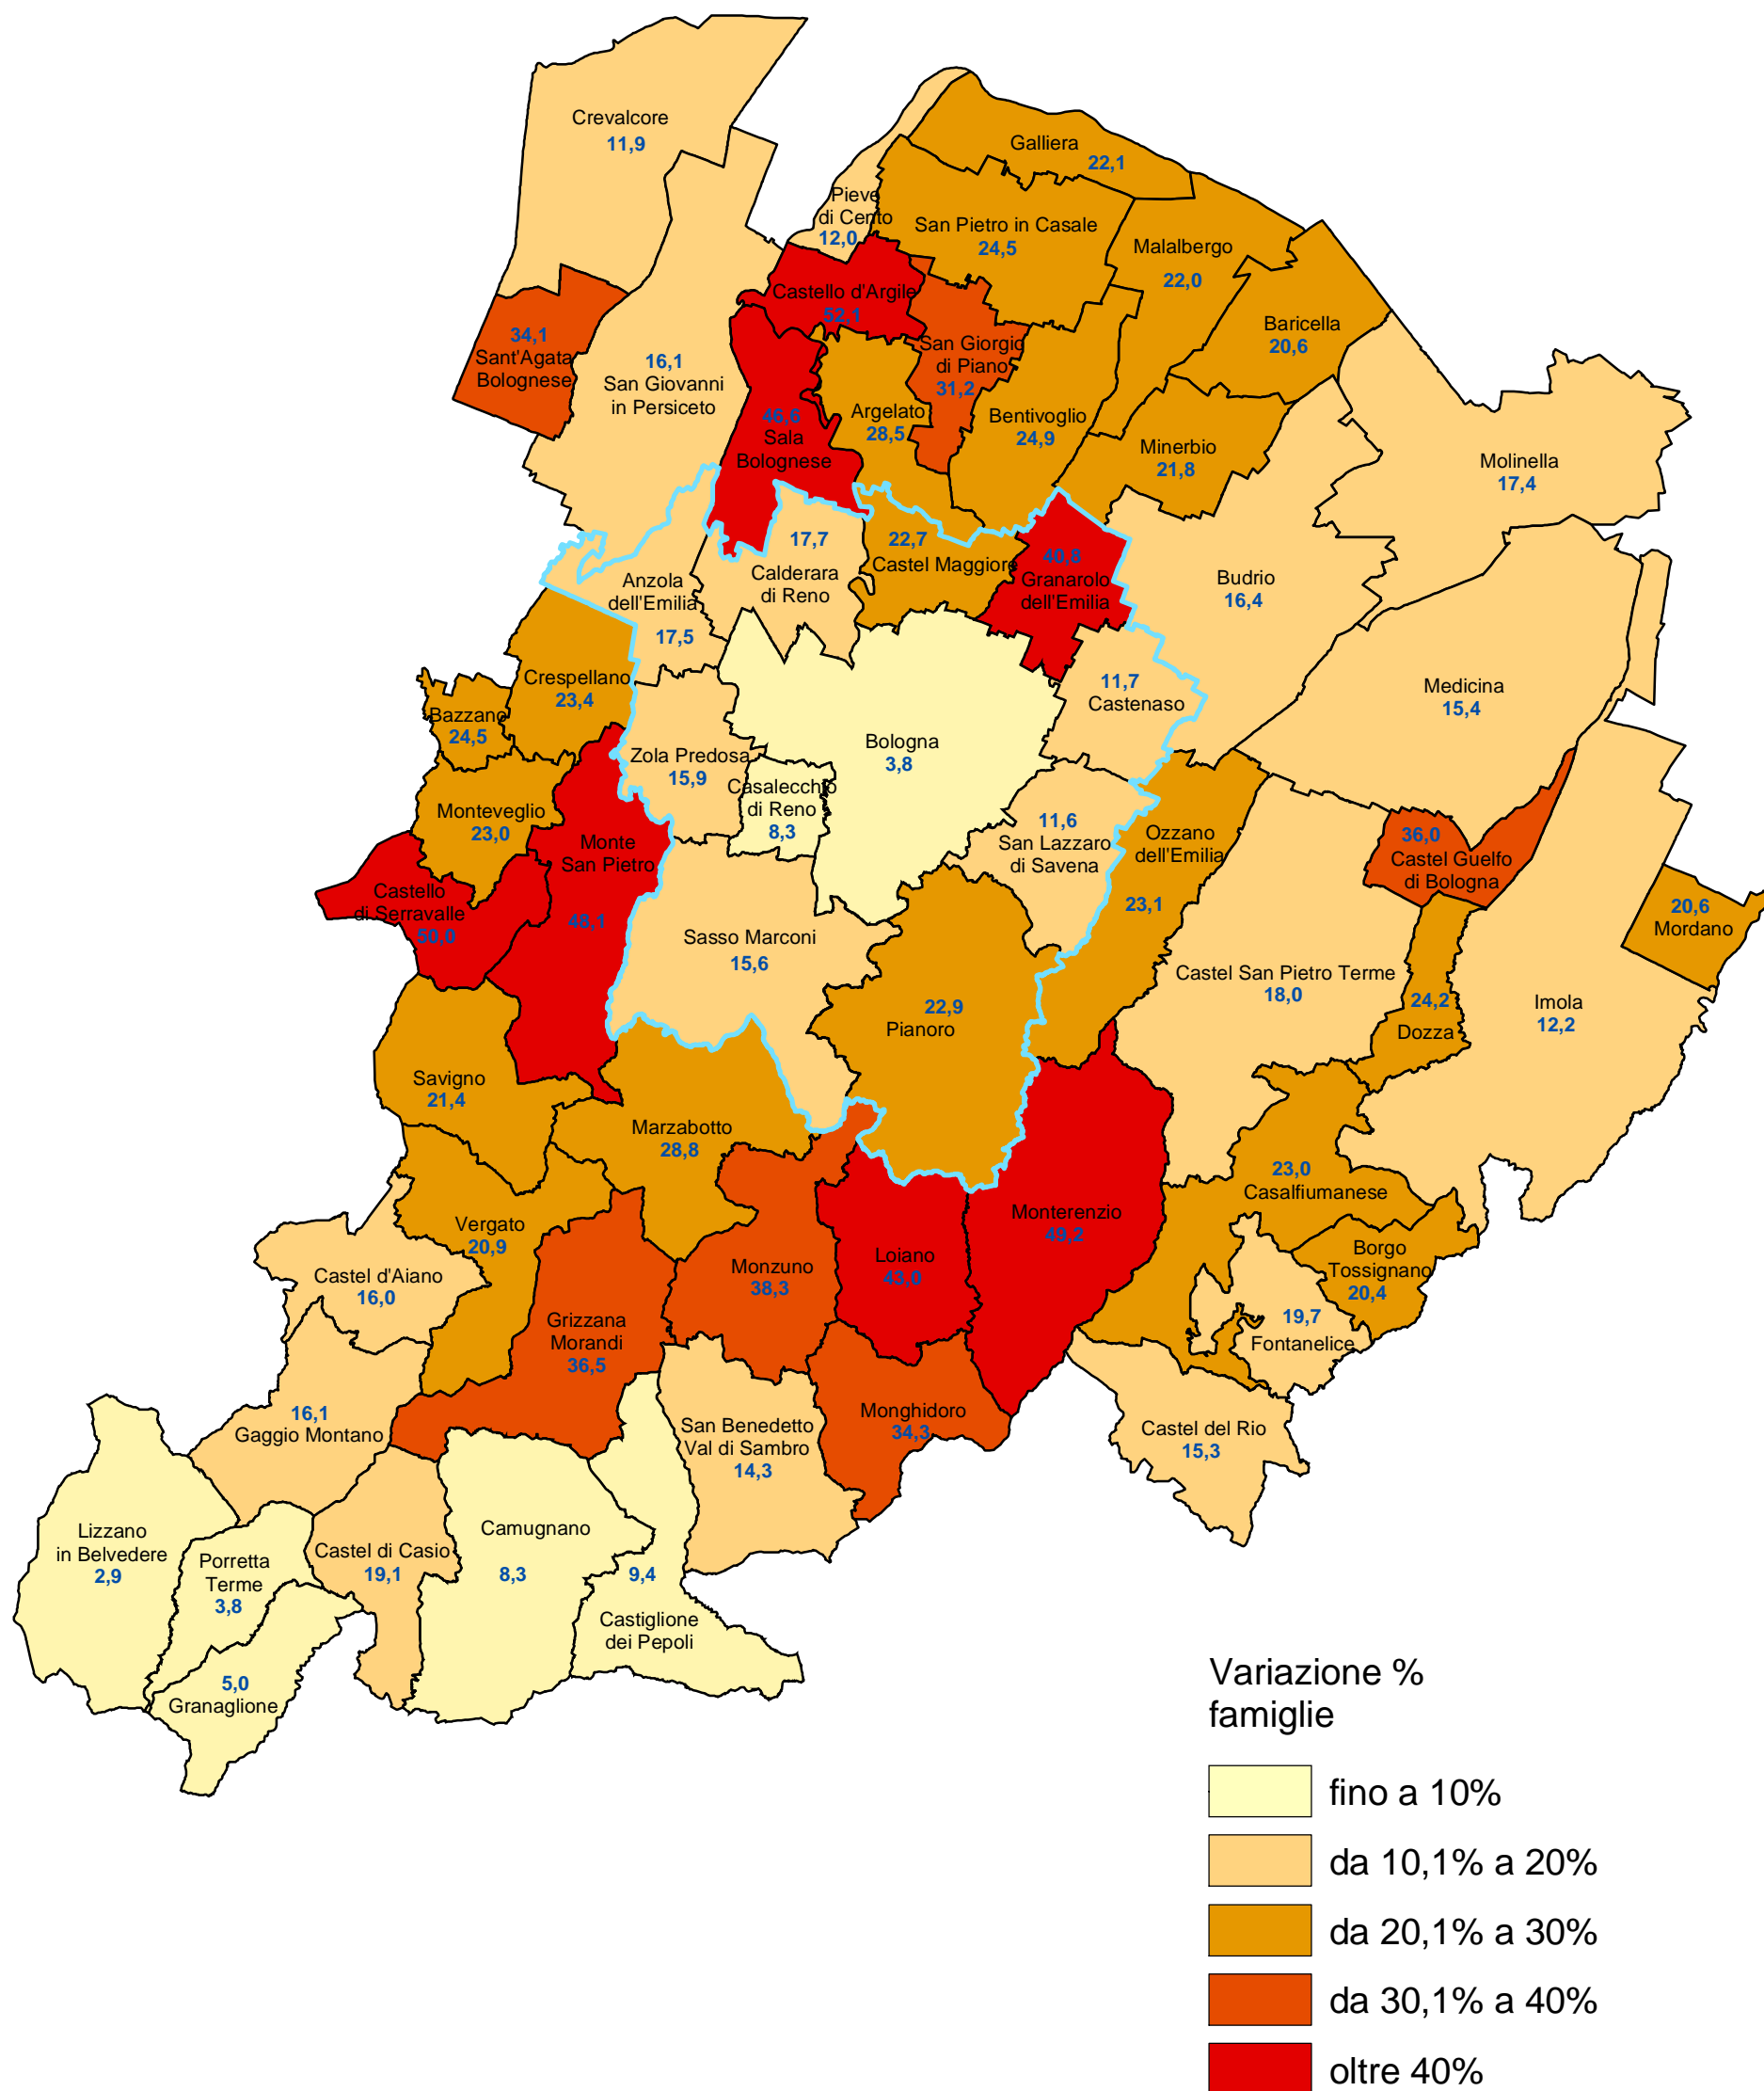 Crevalcore
11,9
Galliera
22,1
Pieve
di Cento
12,0
San Pietro in Casale
24,5
Malalbergo
22,0
Castello d'Argile
52,1
Baricella
20,6
34,1
Sant'Agata
Bolognese
16,1
San Giovanni
in Persiceto
San Giorgio
di Piano
31,2
46,6
Sala
Bolognese
Argelato
28,5
Bentivoglio
24,9
Minerbio
21,8
Molinella
17,4
17,7
Calderara
di Reno
22,7
Castel Maggiore
40,8
Granarolo
dell'Emilia
Budrio
16,4
Anzola
dell'Emilia
17,5
Crespellano
23,4
11,7
Castenaso
Medicina
15,4
Bazzano
24,5
Bologna
3,8
Zola Predosa
15,9
Casalecchio
di Reno
8,3
Monteveglio
23,0
Monte
San Pietro
48,1
11,6
San Lazzaro
di Savena
Ozzano
dell'Emilia
23,1
36,0
Castel Guelfo
di Bologna
Castello
di Serravalle
50,0
20,6
Mordano
Sasso Marconi
15,6
Castel San Pietro Terme
18,0
22,9
Pianoro
24,2
Dozza
Imola
12,2
Savigno
21,4
Marzabotto
28,8
23,0
Casalfiumanese
Vergato
20,9
Monterenzio
49,2
Castel d'Aiano
16,0
Monzuno
38,3
Loiano
43,0
Borgo
Tossignano
20,4
Grizzana
Morandi
36,5
19,7
Fontanelice
16,1
Gaggio Montano
San Benedetto
Val di Sambro
14,3
Monghidoro
34,3
Castel del Rio
15,3
Lizzano
in Belvedere
2,9
Porretta
Terme
3,8
Castel di Casio
19,1
Camugnano
8,3
9,4
Castiglione
dei Pepoli
5,0
Granaglione
Variazione %
famiglie
fino a 10%
da 10,1% a 20%
da 20,1% a 30%
da 30,1% a 40%
oltre 40%